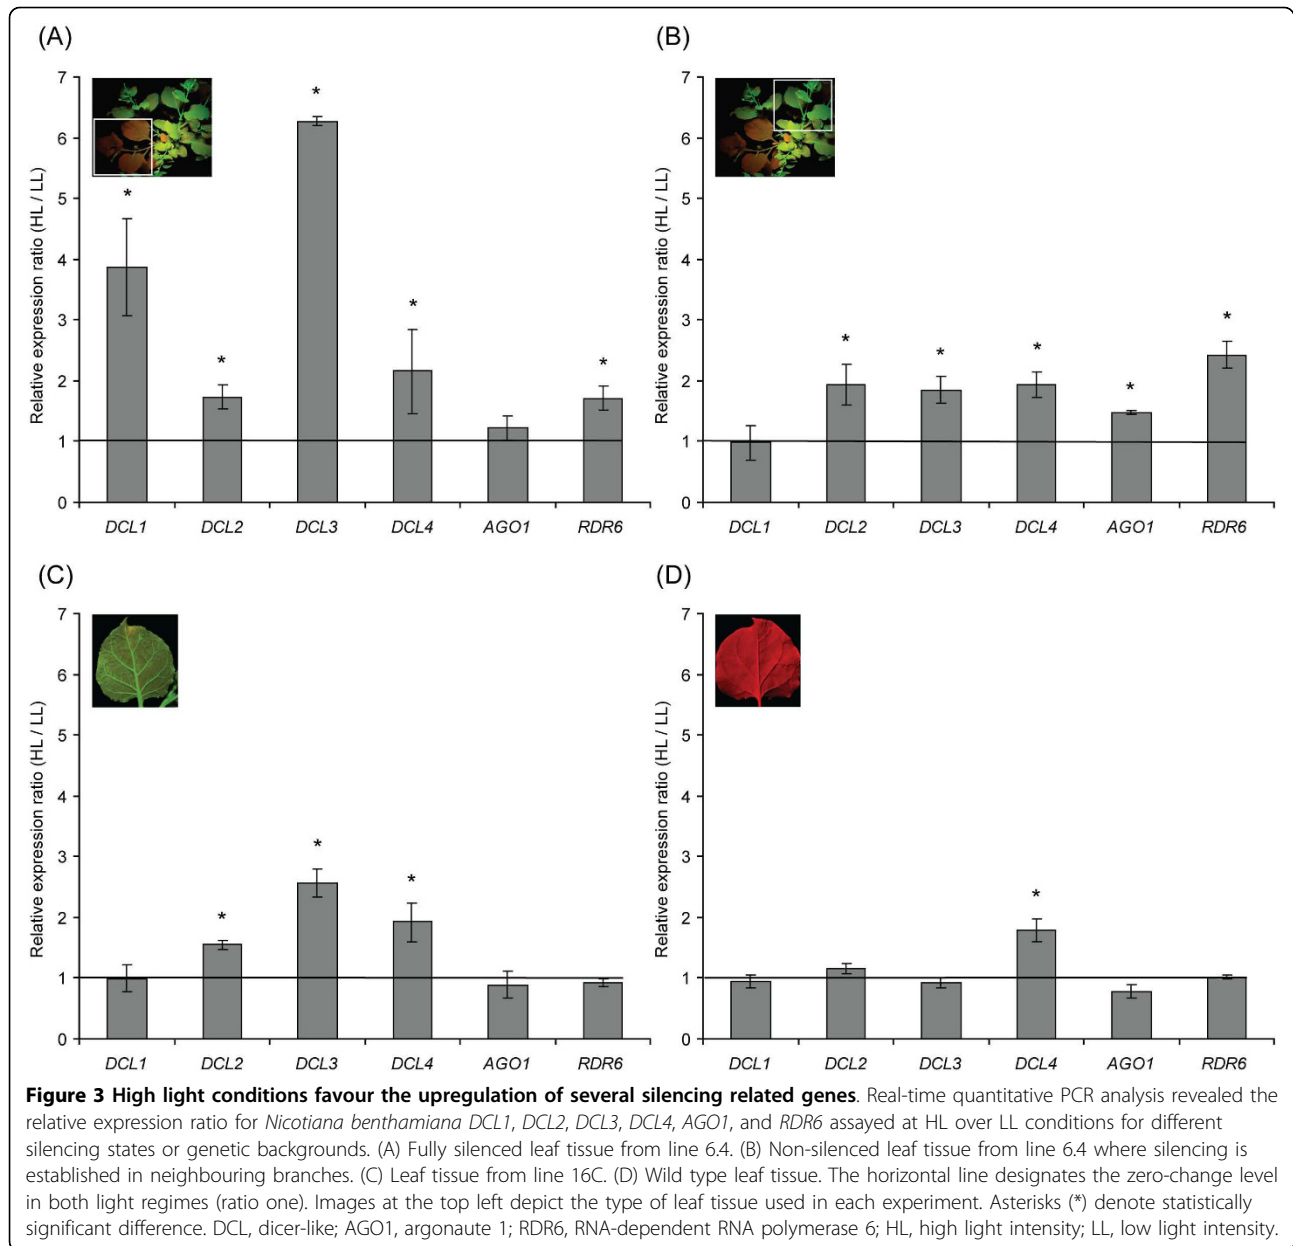 (A)
Relative expression ratio (HL / LL)
7
6
5
4
3
2
1
0
*
*
*
*
*
DCL1 DCL2 DCL3 DCL4 AGO1 RDR6
(B)
Relative expression ratio (HL / LL)
7
6
5
4
3
2
1
0
*
*
*
*
*
DCL1 DCL2 DCL3 DCL4 AGO1 RDR6
(C)
Relative expression ratio (HL / LL)
7
6
5
4
3
2
1
0
*
*
*
DCL1 DCL2 DCL3 DCL4 AGO1 RDR6
(D)
Relative expression ratio (HL / LL)
7
6
5
4
3
2
1
0
*
DCL1 DCL2 DCL3 DCL4 AGO1 RDR6
Figure 3 High light conditions favour the upregulation of several silencing related genes. Real-time quantitative PCR analysis revealed the
relative expression ratio for Nicotiana benthamiana DCL1, DCL2, DCL3, DCL4, AGO1, and RDR6 assayed at HL over LL conditions for different
silencing states or genetic backgrounds. (A) Fully silenced leaf tissue from line 6.4. (B) Non-silenced leaf tissue from line 6.4 where silencing is
established in neighbouring branches. (C) Leaf tissue from line 16C. (D) Wild type leaf tissue. The horizontal line designates the zero-change level
in both light regimes (ratio one). Images at the top left depict the type of leaf tissue used in each experiment. Asterisks (*) denote statistically
significant difference. DCL, dicer-like; AGO1, argonaute 1; RDR6, RNA-dependent RNA polymerase 6; HL, high light intensity; LL, low light intensity.